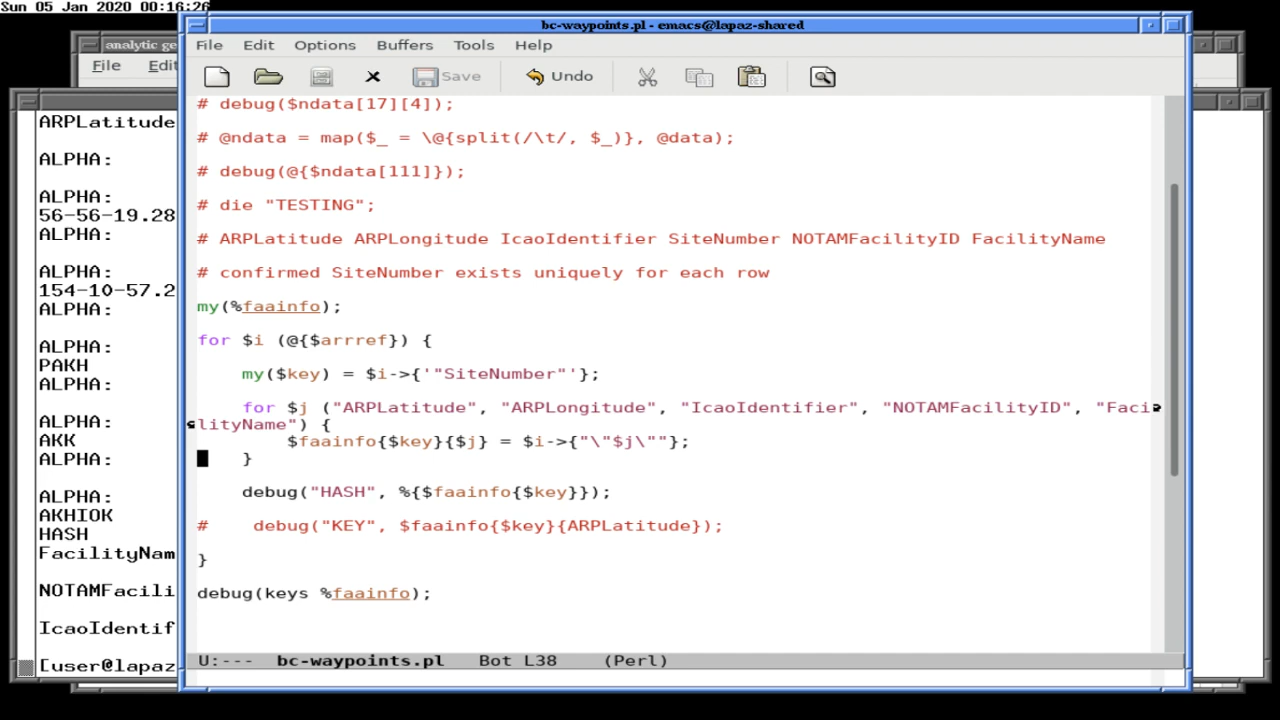 Sun 05 Jan 2020 00:16:26
bc-waypoints.pl - emacs@lapaz-shared
analytic ge
File Edit
File Edit Options Buffers Tools Help
Save Undo
# debug($ndata[17][4]);
# @ndata = map($_ = \@{split(/\t/, $_)}, @data);
# debug(@{$ndata[111]});
# die "TESTING";
# ARPLatitude ARPLongitude IcaoIdentifier SiteNumber NOTAMFacilityID FacilityName
# confirmed SiteNumber exists uniquely for each row
my(%faainfo);
for $i (@{$arrref}) {
my($key) = $i->{'"SiteNumber"'};
for $j ("ARPLatitude", "ARPLongitude", "IcaoIdentifier", "NOTAMFacilityID", "Faci
lityName") {
$faainfo{$key}{$j} = $i->{"\"$j\""};
}
debug("HASH", %{$faainfo{$key}});
# debug("KEY", $faainfo{$key}{ARPLatitude});
}
debug(keys %faainfo);
U:--- bc-waypoints.pl Bot L38 (Perl)
ARPLatitude
ALPHA:
ALPHA:
56-56-19.28
ALPHA:
ALPHA:
154-10-57.2
ALPHA:
ALPHA:
PAKH
ALPHA:
ALPHA:
AKK
ALPHA:
ALPHA:
AKHIOK
HASH
FacilityNam
NOTAMFacili
IcaoIdentif
[user@lapaz